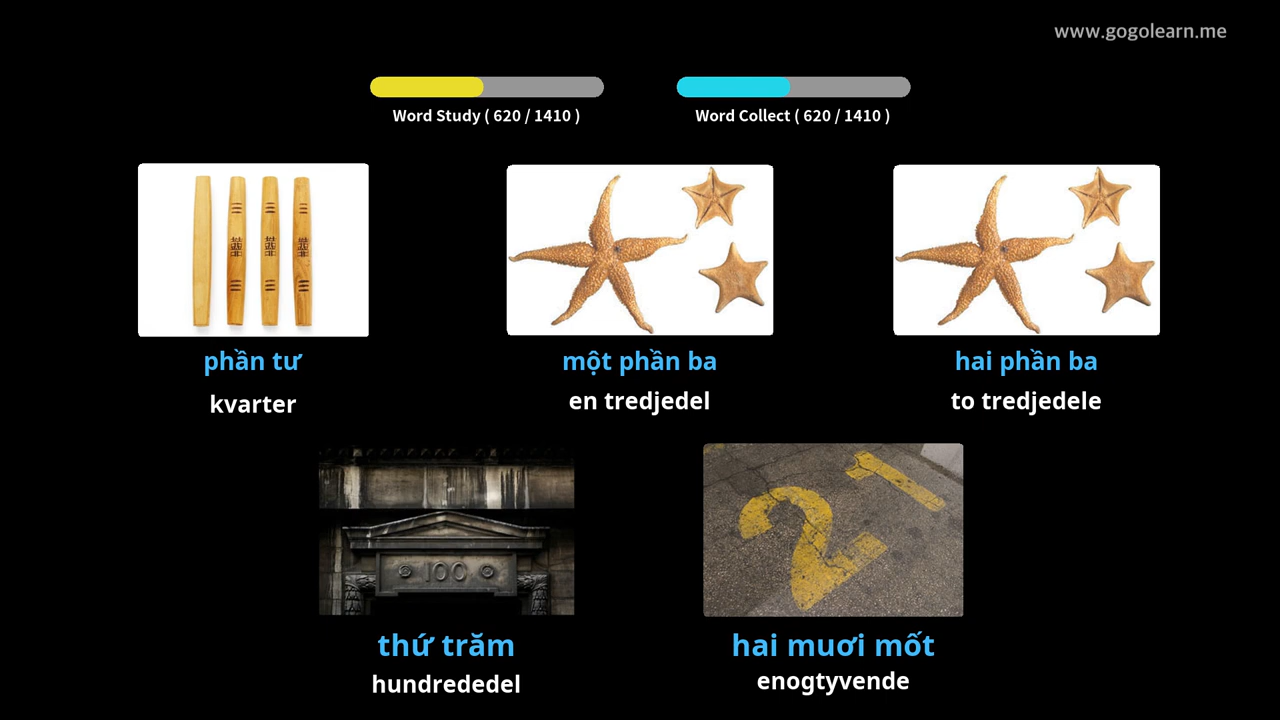 www.gogolearn.me
Word Study ( 620 / 1410 )
Word Collect ( 620 / 1410 )
phần tư
kvarter
một phần ba
en tredjedel
hai phần ba
to tredjedele
100
thứ trăm
hundrededel
21
hai mươi mốt
enogtyvende